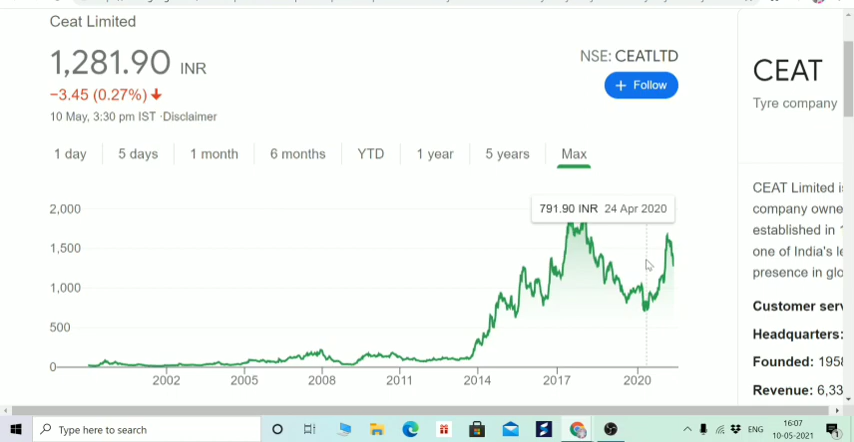 Ceat Limited
1,281.90 INR
−3.45 (0.27%)
10 May, 3:30 pm IST ·Disclaimer
NSE: CEATLTD
+ Follow
1 day
5 days
1 month
6 months
YTD
1 year
5 years
Max
791.90 INR 24 Apr 2020
2,000
1,500
1,000
500
0
2002
2005
2008
2011
2014
2017
2020
CEAT
Tyre company
CEAT Limited
company owne
established in
one of India's
presence in
Customer
Headquarters:
Founded: 195
Revenue: 6,33
Type here to search
ENG
16:07
10-05-2021